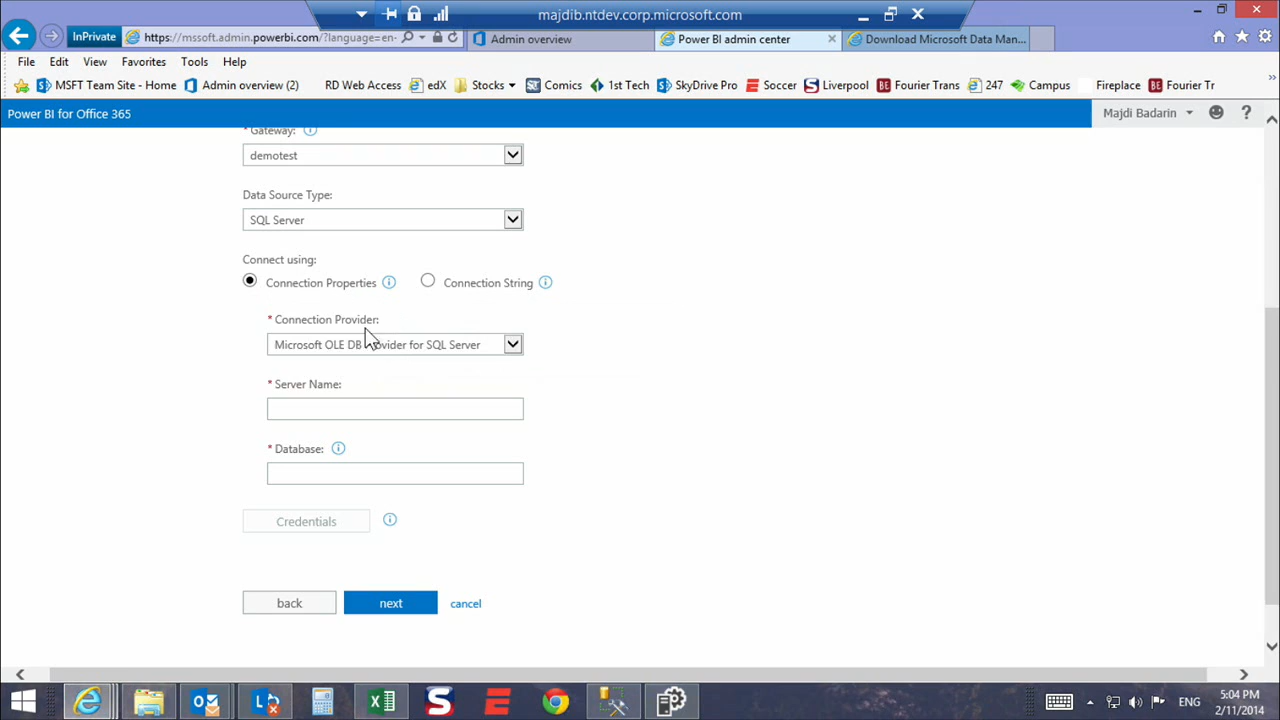 majdib.ntdev.corp.microsoft.com
InPrivate
https://mssoft.admin.powerbi.com/?language=en-
Admin overview
Power BI admin center
Download Microsoft Data Man...
File Edit View Favorites Tools Help
MSFT Team Site - Home Admin overview (2) RD Web Access edX Stocks Comics 1st Tech SkyDrive Pro Soccer Liverpool Fourier Trans 247 Campus Fireplace Fourier Tr
Power BI for Office 365
Majdi Badarin
* Gateway:
demotest
Data Source Type:
SQL Server
Connect using:
Connection Properties Connection String
* Connection Provider:
Microsoft OLE DB Provider for SQL Server
* Server Name:
* Database:
Credentials
back next cancel
ENG
5:04 PM
2/11/2014